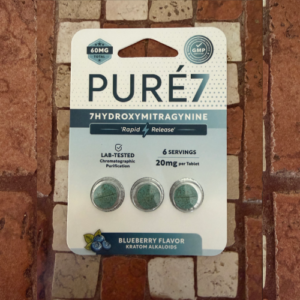 60MG
GMP
PURÉ7
7HYDROXYMITRAGYNINE
Rapid Release
LAB-TESTED
Chromatographic
Purification
6 SERVINGS
20mg per Tablet
BLUEBERRY FLAVOR
KRATOM ALKALOIDS